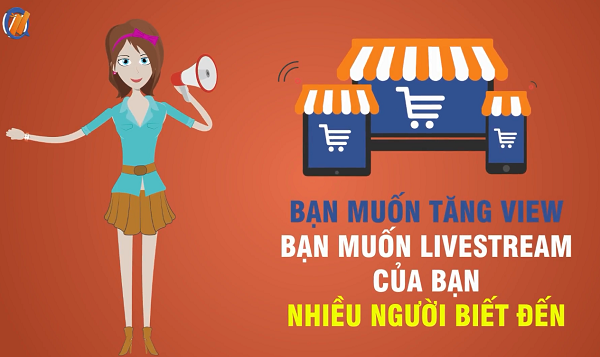 BẠN MUỐN TĂNG VIEW
BẠN MUỐN LIVESTREAM
CỦA BẠN
NHIỀU NGƯỜI BIẾT ĐẾN